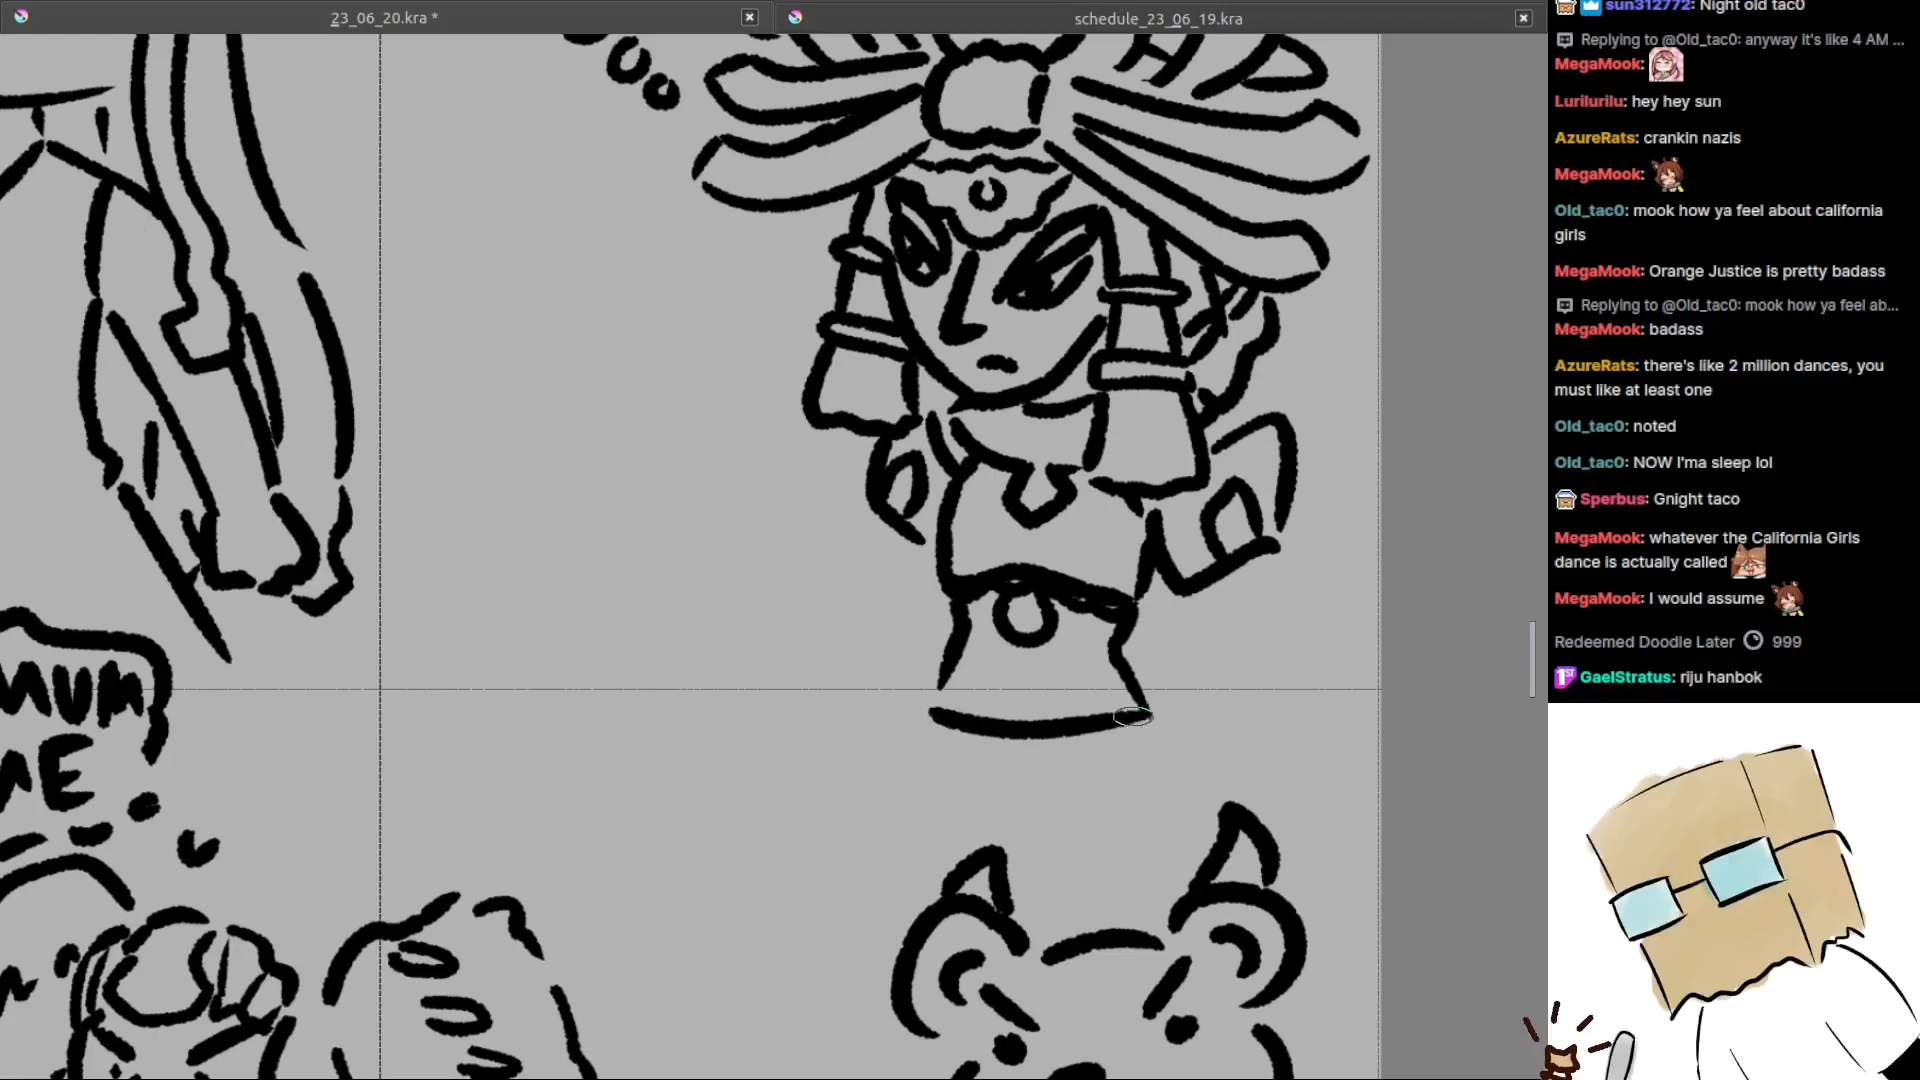 23_06_20.kra *
schedule_23_06_19.kra
sun312772: Night old tac0
Replying to @Old_tac0: anyway it's like 4 AM ...
MegaMook:
Lurilurilu: hey hey sun
AzureRats: crankin nazis
MegaMook:
Old_tac0: mook how ya feel about california
girls
MegaMook: Orange Justice is pretty badass
Replying to @Old_tac0: mook how ya feel ab...
MegaMook: badass
AzureRats: there's like 2 million dances, you
must like at least one
Old_tac0: noted
Old_tac0: NOW I'ma sleep lol
Sperbus: Gnight taco
MegaMook: whatever the California Girls
dance is actually called
MegaMook: I would assume
Redeemed Doodle Later 999
1ST GaelStratus: riju hanbok